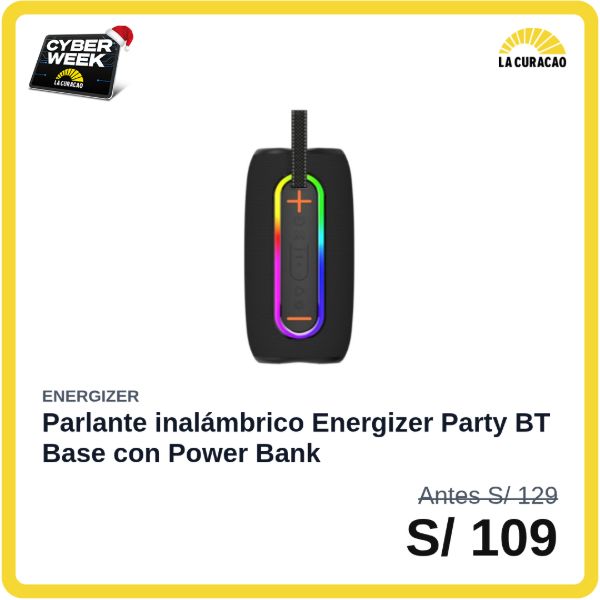 CYBER
WEEK
LA CURACAO
LA CURACAO
ENERGIZER
Parlante inalámbrico Energizer Party BT
Base con Power Bank
Antes S/ 129
S/ 109